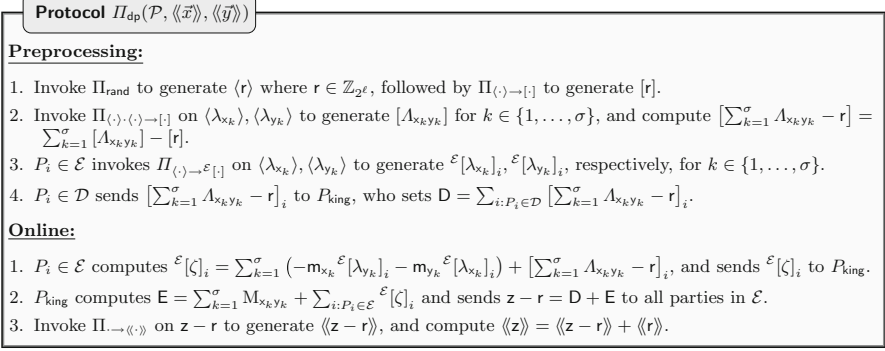 Protocol Π_dp(𝒫, ⟪x⃗⟫, ⟪y⃗⟫)
Preprocessing:
1. Invoke Π_rand to generate ⟨r⟩ where r ∈ ℤ_{2^ℓ}, followed by Π_{⟨·⟩→[·]} to generate [r].
2. Invoke Π_{⟨·⟩·⟨·⟩→[·]} on ⟨λ_{x_k}⟩, ⟨λ_{y_k}⟩ to generate [Λ_{x_k y_k}] for k ∈ {1, . . . , σ}, and compute [∑_{k=1}^{σ} Λ_{x_k y_k} − r] =
∑_{k=1}^{σ} [Λ_{x_k y_k}] − [r].
3. P_i ∈ ℰ invokes Π_{⟨·⟩→^ℰ[·]} on ⟨λ_{x_k}⟩, ⟨λ_{y_k}⟩ to generate ^ℰ[λ_{x_k}]_i, ^ℰ[λ_{y_k}]_i, respectively, for k ∈ {1, . . . , σ}.
4. P_i ∈ 𝒟 sends [∑_{k=1}^{σ} Λ_{x_k y_k} − r]_i to P_king, who sets D = ∑_{i:P_i∈𝒟} [∑_{k=1}^{σ} Λ_{x_k y_k} − r]_i.
Online:
1. P_i ∈ ℰ computes ^ℰ[ζ]_i = ∑_{k=1}^{σ} (−m_{x_k} ^ℰ[λ_{y_k}]_i − m_{y_k} ^ℰ[λ_{x_k}]_i) + [∑_{k=1}^{σ} Λ_{x_k y_k} − r]_i, and sends ^ℰ[ζ]_i to P_king.
2. P_king computes E = ∑_{k=1}^{σ} M_{x_k y_k} + ∑_{i:P_i∈ℰ} ^ℰ[ζ]_i and sends z − r = D + E to all parties in ℰ.
3. Invoke Π_{·→⟪·⟫} on z − r to generate ⟪z − r⟫, and compute ⟪z⟫ = ⟪z − r⟫ + ⟪r⟫.